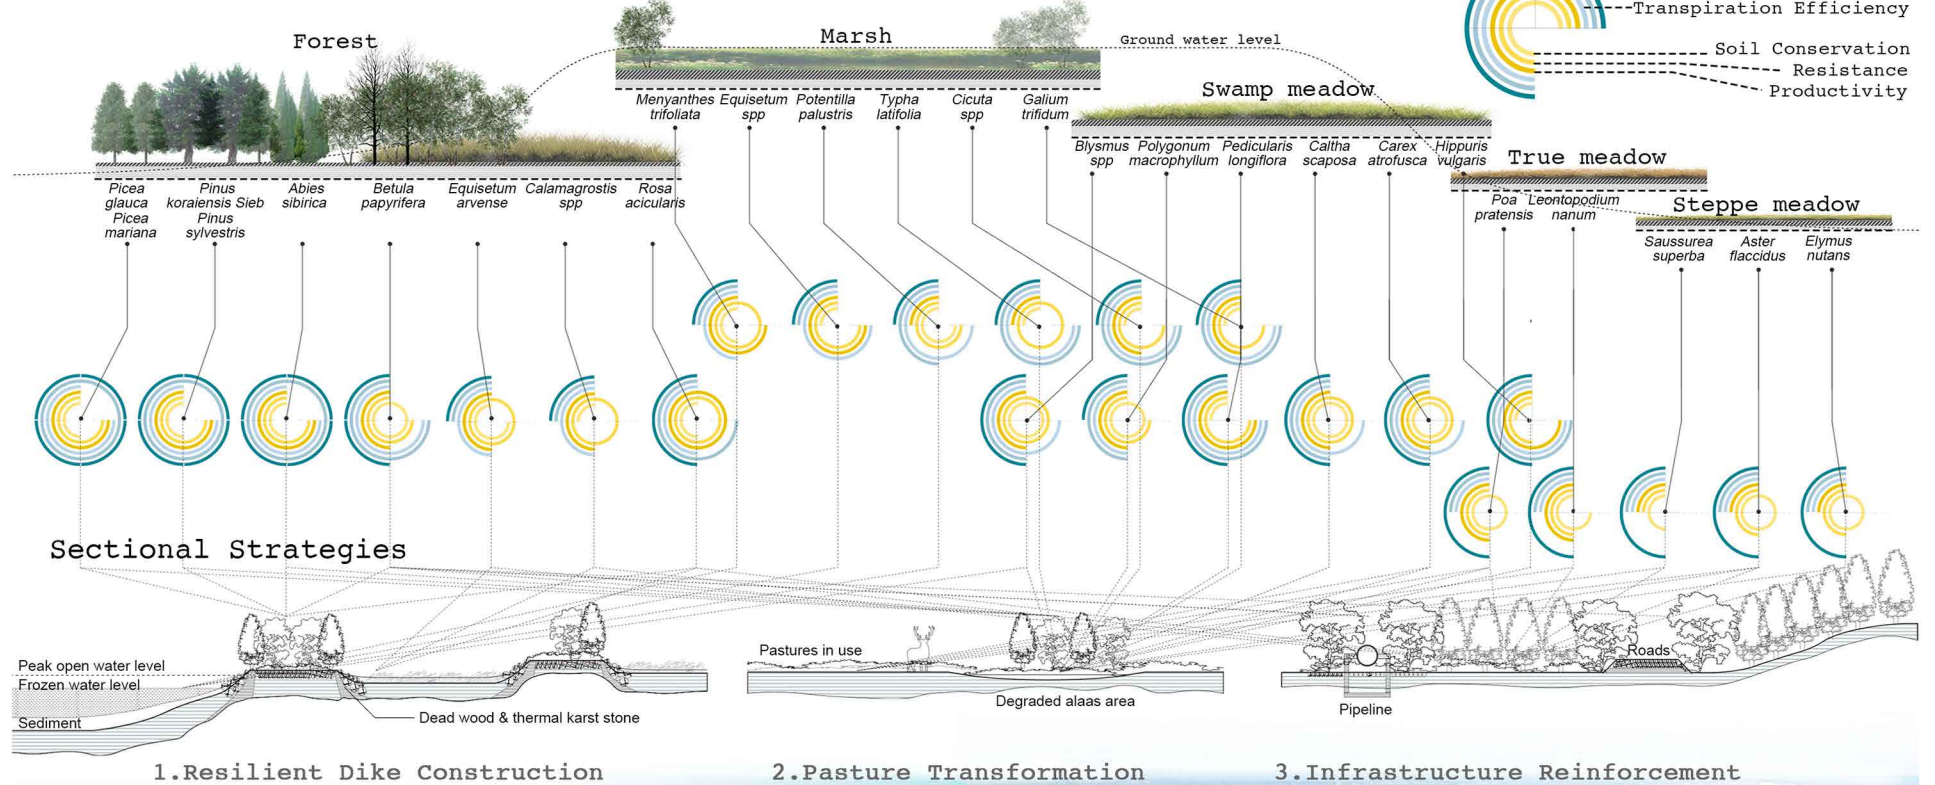 Transpiration Efficiency
Soil Conservation
Resistance
Productivity
Forest
Marsh
Ground water level
Swamp meadow
True meadow
Steppe meadow
Picea
glauca
Picea
mariana
Pinus
koraiensis Sieb
Pinus
sylvestris
Abies
sibirica
Betula
papyrifera
Equisetum
arvense
Calamagrostis
spp
Rosa
acicularis
Menyanthes
trifoliata
Equisetum
spp
Potentilla
palustris
Typha
latifolia
Cicuta
spp
Galium
trifidum
Blysmus
spp
Polygonum
macrophyllum
Pedicularis
longiflora
Caltha
scaposa
Carex
atrofusca
Hippuris
vulgaris
Poa
pratensis
Leontopodium
nanum
Saussurea
superba
Aster
flaccidus
Elymus
nutans
Sectional Strategies
Peak open water level
Frozen water level
Sediment
Dead wood & thermal karst stone
Pastures in use
Degraded alaas area
Roads
Pipeline
1.Resilient Dike Construction
2.Pasture Transformation
3.Infrastructure Reinforcement